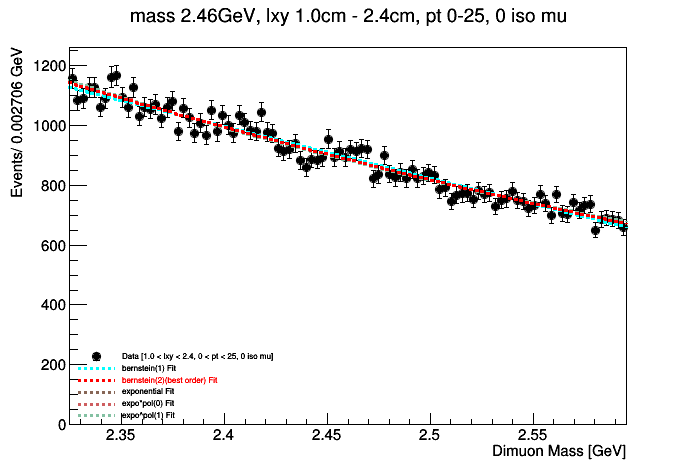 mass 2.46GeV, lxy 1.0cm - 2.4cm, pt 0-25, 0 iso mu
Events/ 0.002706 GeV
1200
1000
800
600
400
200
0
Data [1.0 < lxy < 2.4, 0 < pt < 25, 0 iso mu]
bernstein(1) Fit
bernstein(2)(best order) Fit
exponential Fit
expo*pol(0) Fit
expo*pol(1) Fit
2.35 2.4 2.45 2.5 2.55
Dimuon Mass [GeV]